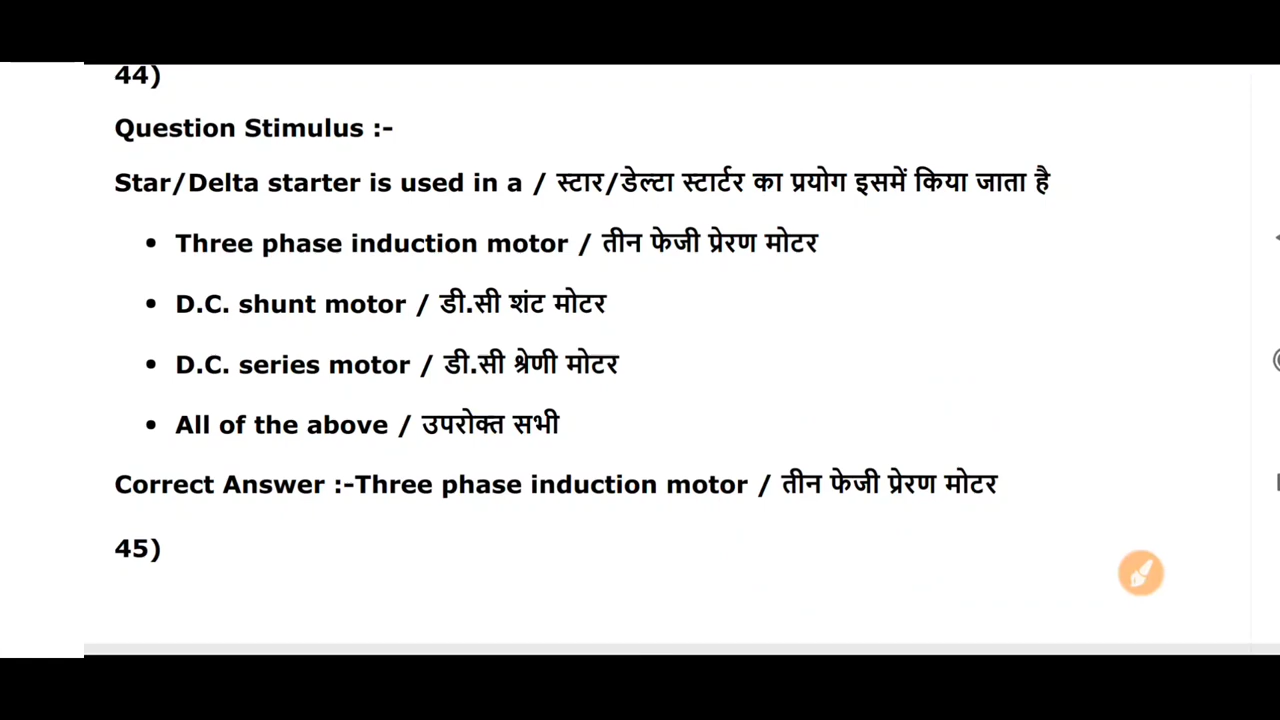 44)
Question Stimulus :-
Star/Delta starter is used in a / स्टार/डेल्टा स्टार्टर का प्रयोग इसमें किया जाता है
• Three phase induction motor / तीन फेजी प्रेरण मोटर
• D.C. shunt motor / डी.सी शंट मोटर
• D.C. series motor / डी.सी श्रेणी मोटर
• All of the above / उपरोक्त सभी
Correct Answer :-Three phase induction motor / तीन फेजी प्रेरण मोटर
45)